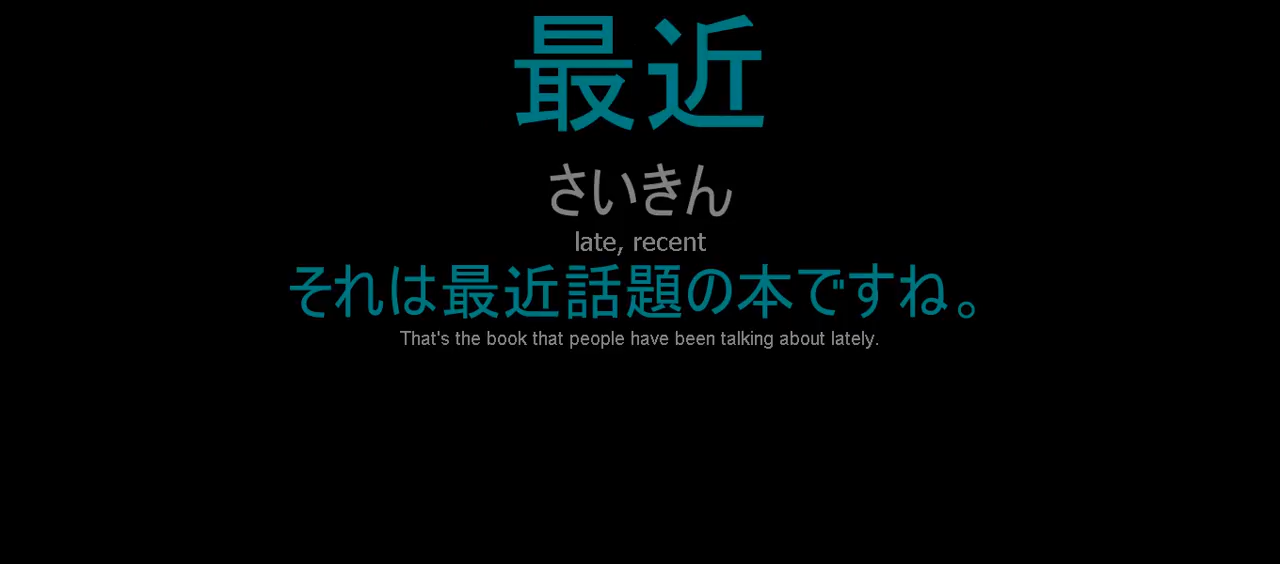 最近
さいきん
late, recent
それは最近話題の本ですね。
That's the book that people have been talking about lately.